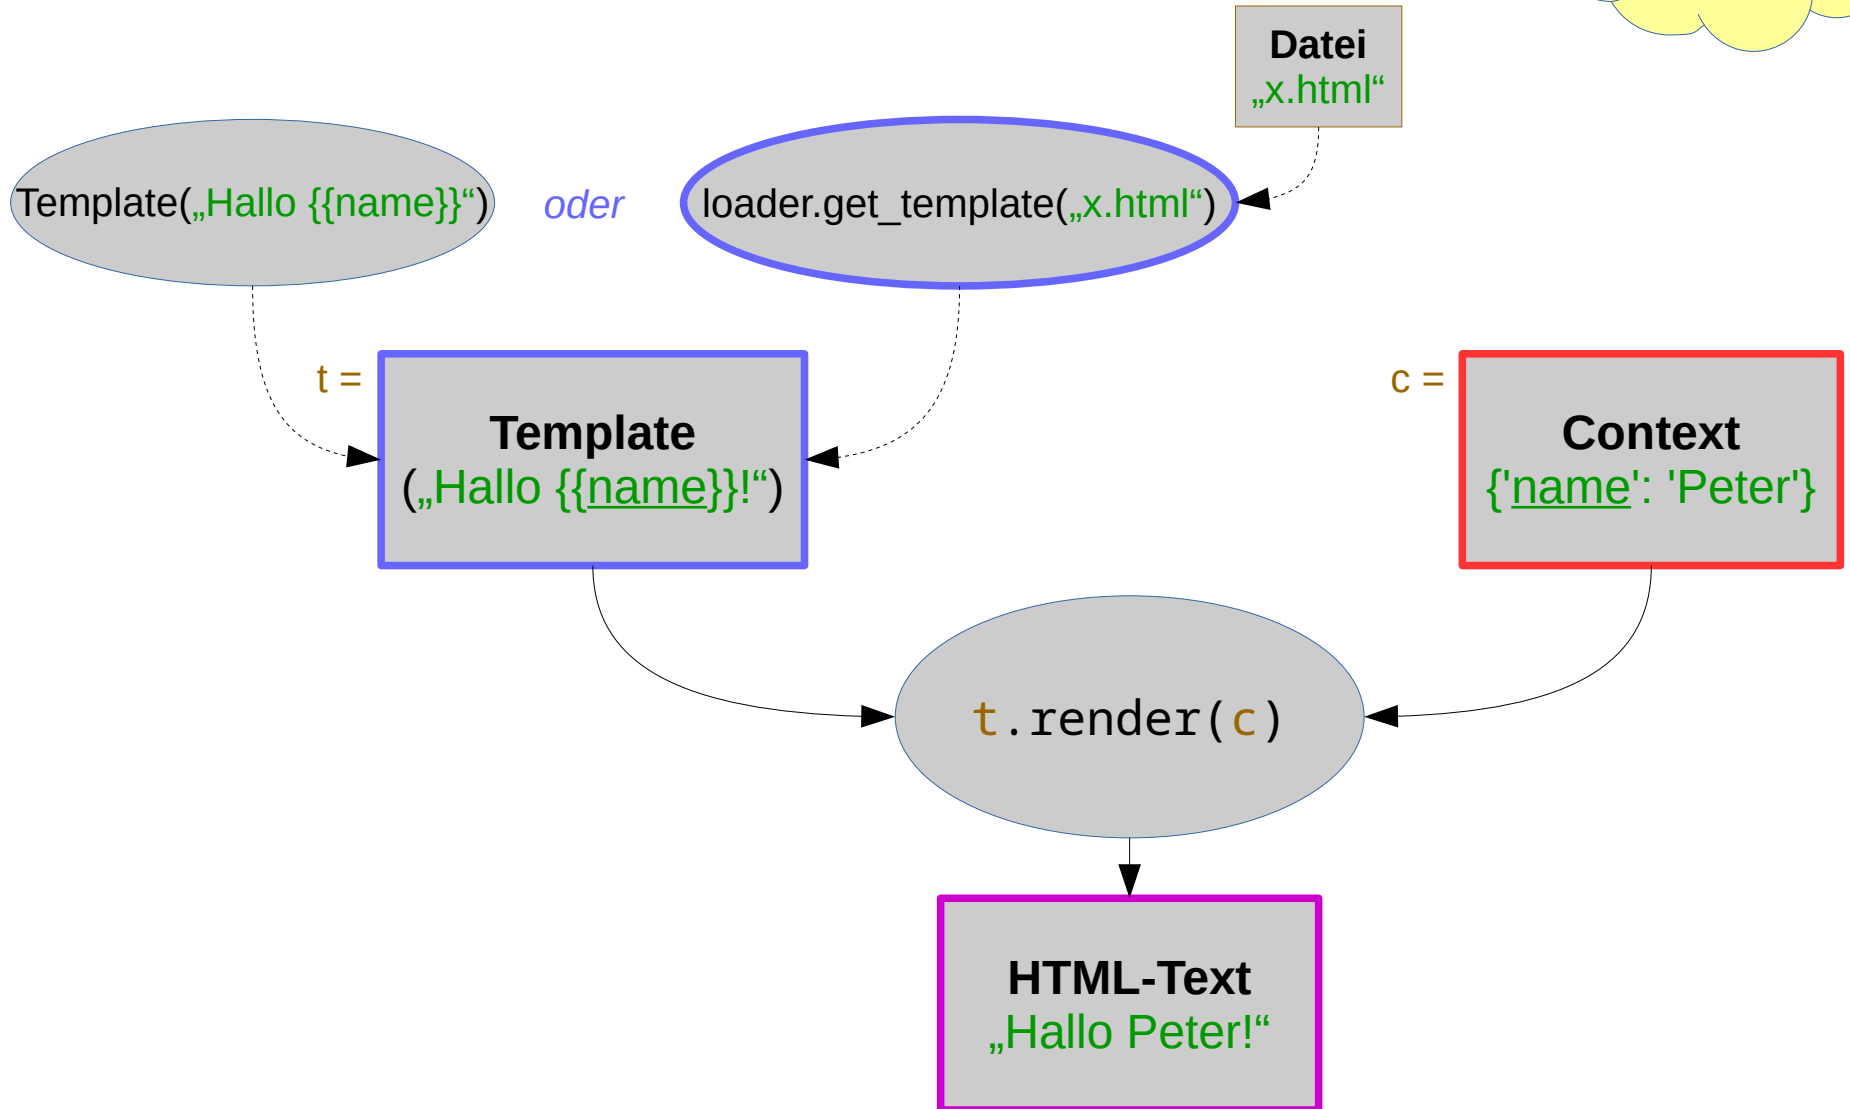 Datei
„x.html“
Template(„Hallo {{name}}“)
oder
loader.get_template(„x.html“)
t =
Template
(„Hallo {{name}}!“)
c =
Context
{'name': 'Peter'}
t.render(c)
HTML-Text
„Hallo Peter!“